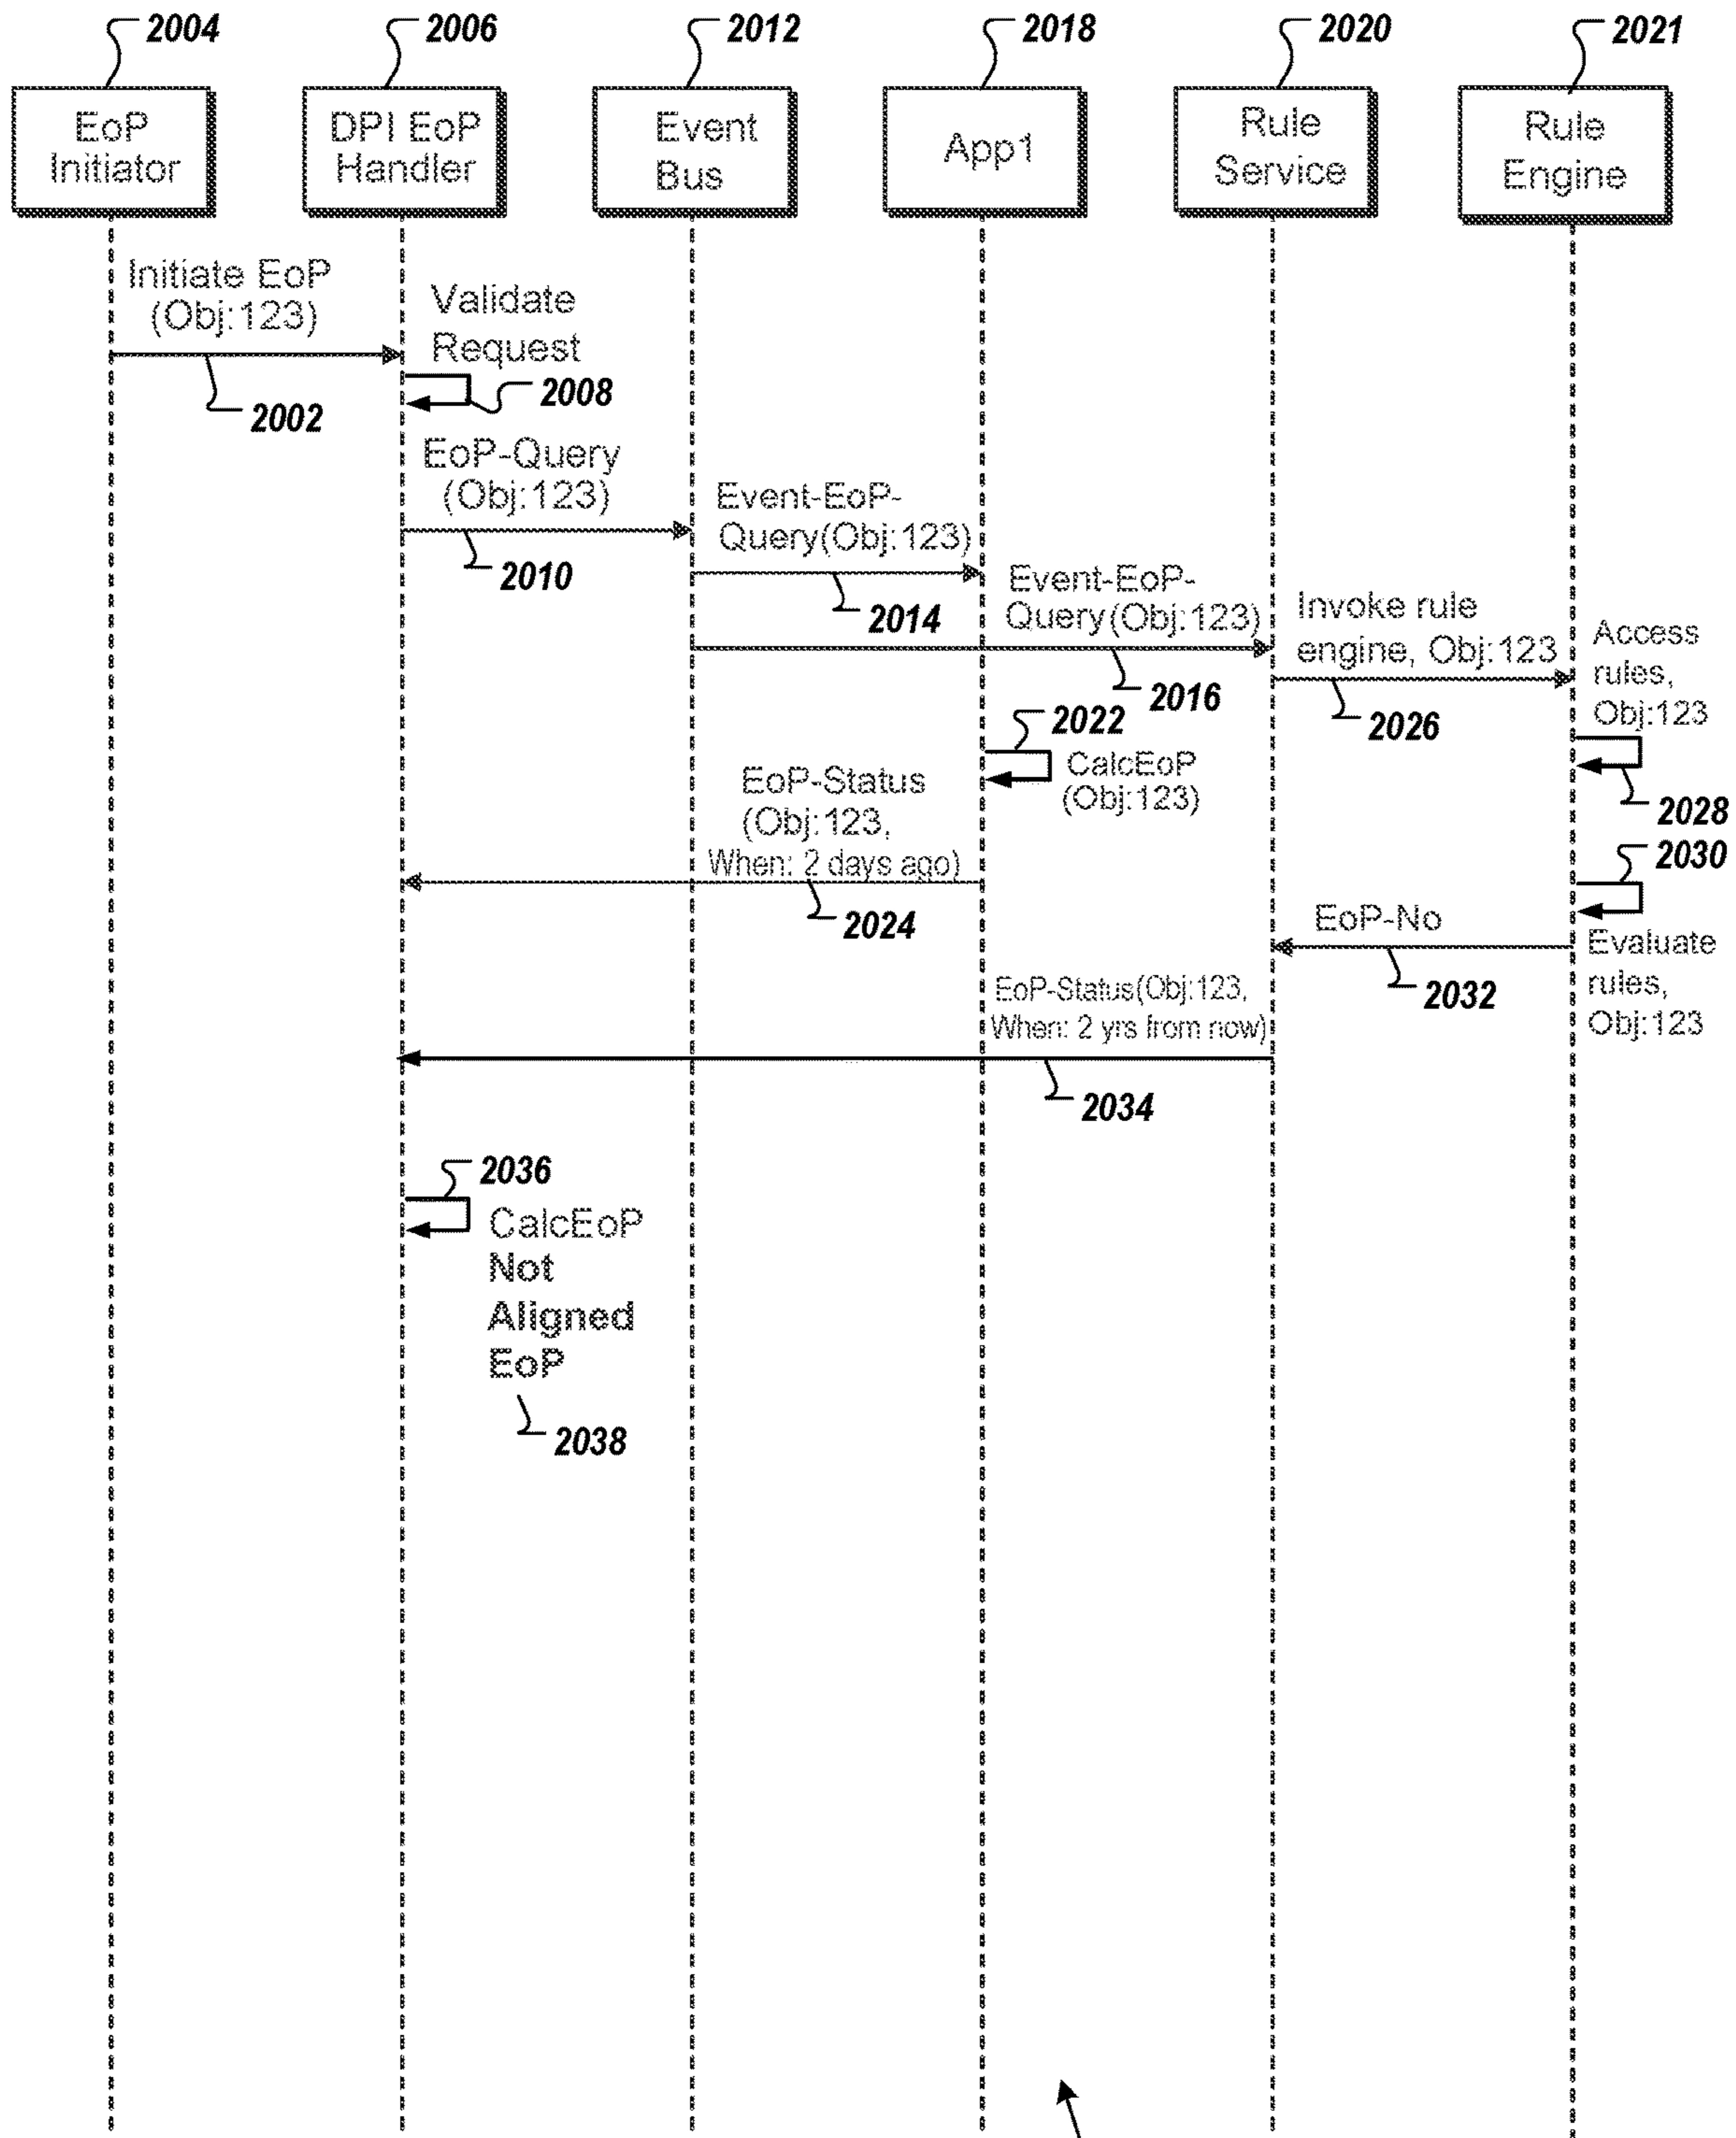 2004
2006
2012
2018
2020
2021
EoP
Initiator
DPI EoP
Handler
Event
Bus
App1
Rule
Service
Rule
Engine
Initiate EoP
(Obj:123)
2002
Validate
Request
2008
EoP-Query
(Obj:123)
2010
Event-EoP-
Query(Obj:123)
2014
Event-EoP-
Query(Obj:123)
2016
Invoke rule
engine, Obj:123
2026
Access
rules,
Obj:123
2028
2022
CalcEoP
(Obj:123)
EoP-Status
(Obj:123,
When: 2 days ago)
2024
2030
Evaluate
rules,
Obj:123
EoP-No
2032
EoP-Status(Obj:123,
When: 2 yrs from now)
2034
2036
CalcEoP
Not
Aligned
EoP
2038